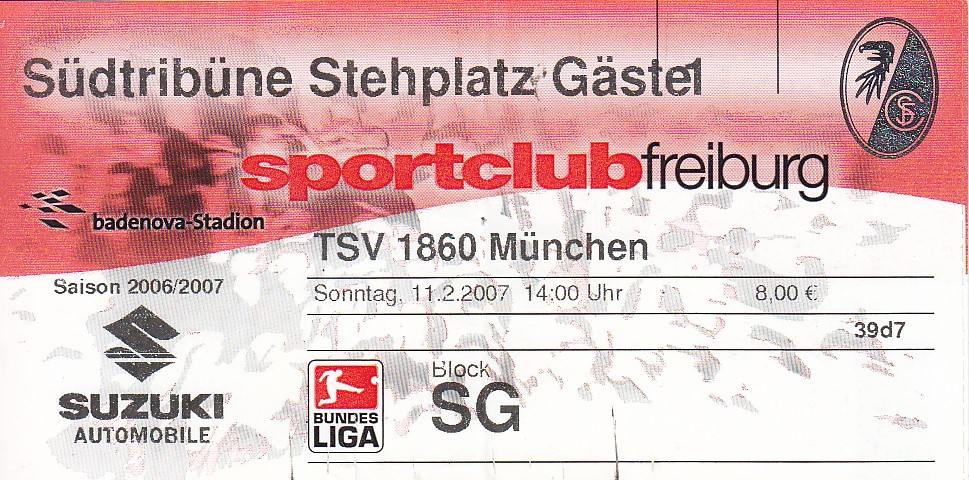 Südtribüne Stehplatz Gäste1
sportclubfreiburg
badenova-Stadion
TSV 1860 München
Saison 2006/2007
Sonntag, 11.2.2007 14:00 Uhr 8,00 €
39d7
Block
SG
BUNDES
LIGA
SUZUKI
AUTOMOBILE